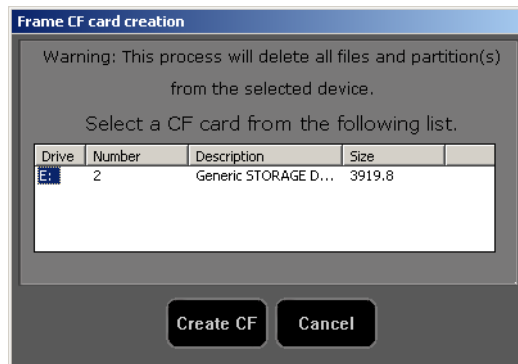 Frame CF card creation
Warning: This process will delete all files and partition(s)
from the selected device.
Select a CF card from the following list.
Drive Number Description Size
E: 2 Generic STORAGE D... 3919.8
Create CF Cancel